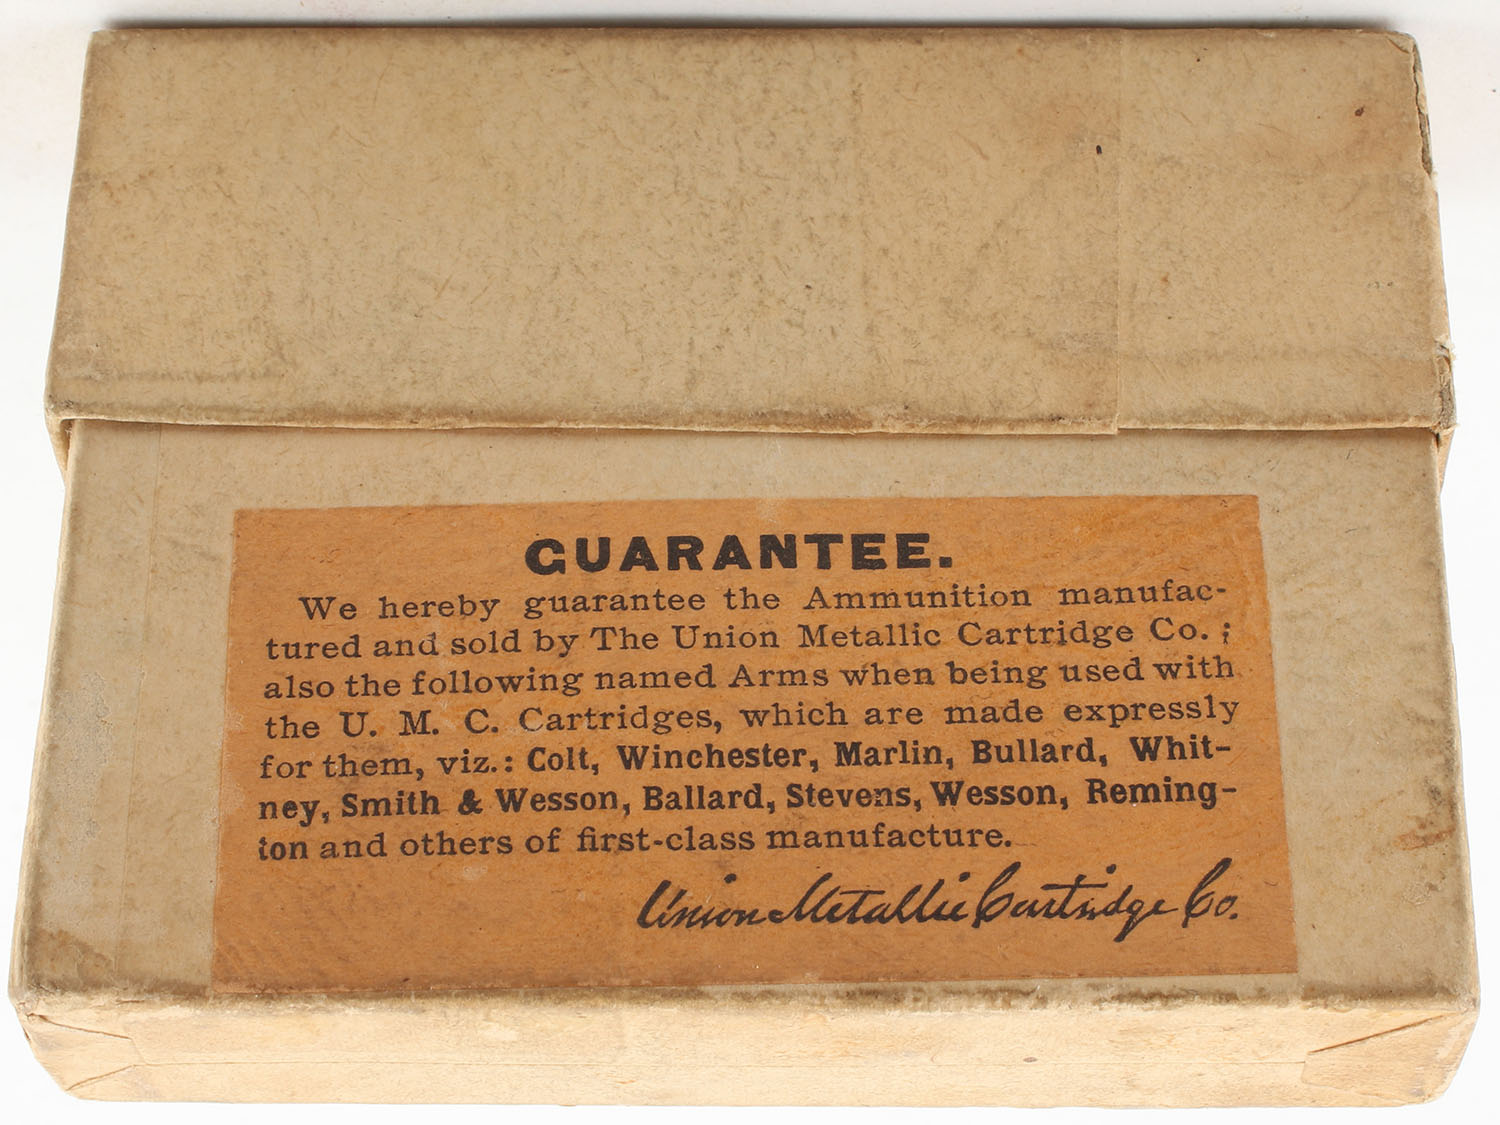 GUARANTEE.
We hereby guarantee the Ammunition manufac-
tured and sold by The Union Metallic Cartridge Co. ;
also the following named Arms when being used with
the U. M. C. Cartridges, which are made expressly
for them, viz.: Colt, Winchester, Marlin, Bullard, Whit-
ney, Smith & Wesson, Ballard, Stevens, Wesson, Reming-
ton and others of first-class manufacture.
Union Metallic Cartridge Co.